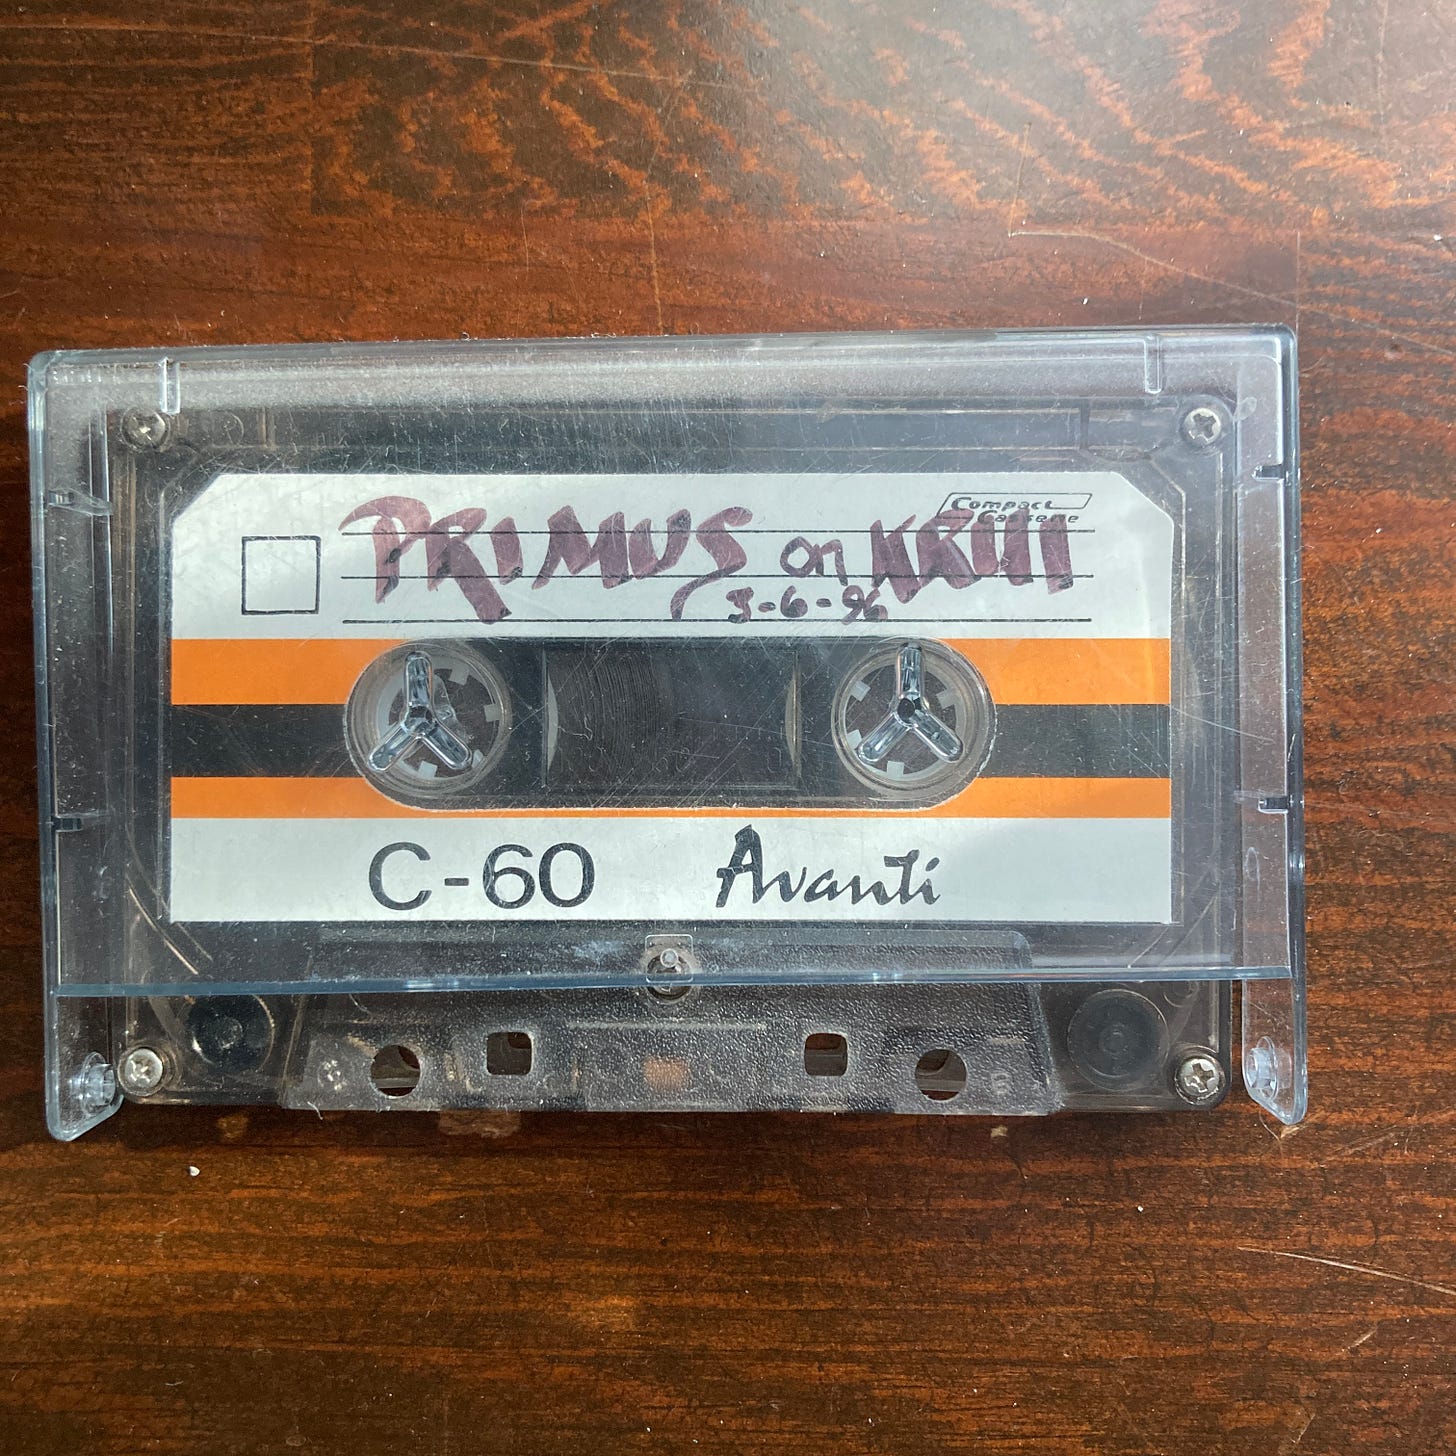 Compact
Cassette
PRIMUS on KRUI
3-6-96
C-60 Avanti